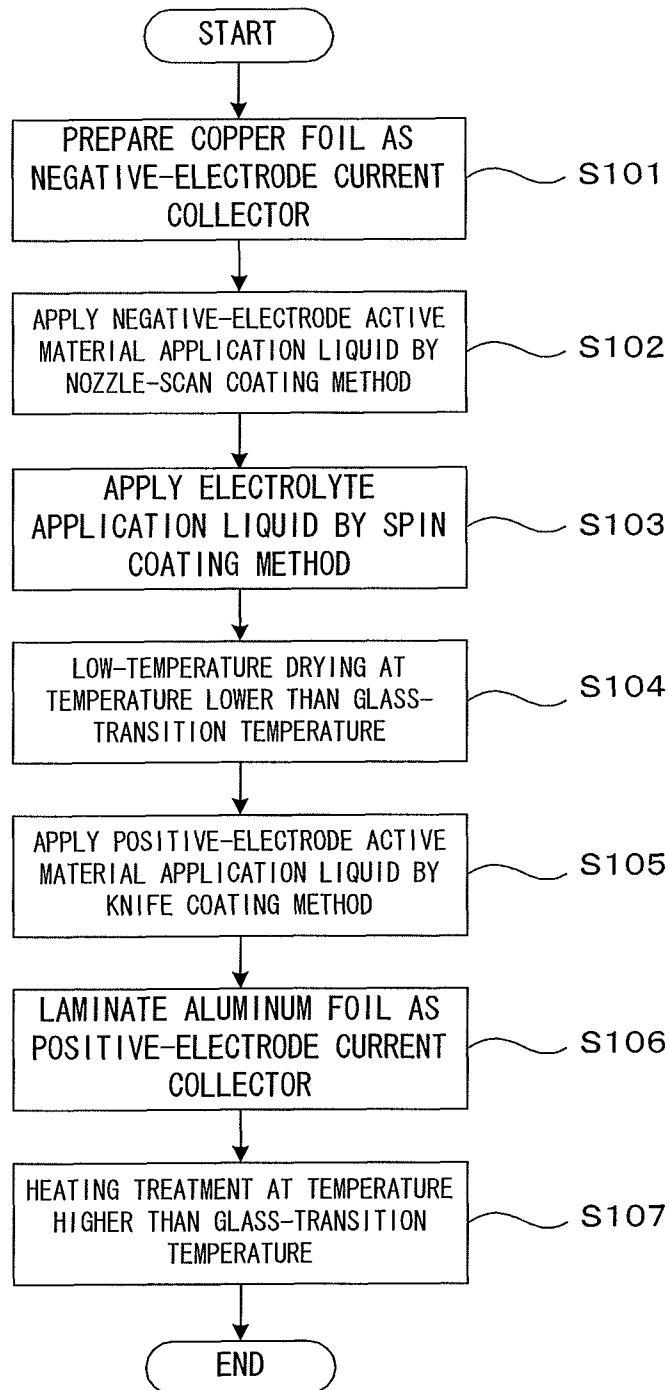 START
PREPARE COPPER FOIL AS
NEGATIVE-ELECTRODE CURRENT
COLLECTOR
S101
APPLY NEGATIVE-ELECTRODE ACTIVE
MATERIAL APPLICATION LIQUID BY
NOZZLE-SCAN COATING METHOD
S102
APPLY ELECTROLYTE
APPLICATION LIQUID BY SPIN
COATING METHOD
S103
LOW-TEMPERATURE DRYING AT
TEMPERATURE LOWER THAN GLASS-
TRANSITION TEMPERATURE
S104
APPLY POSITIVE-ELECTRODE ACTIVE
MATERIAL APPLICATION LIQUID BY
KNIFE COATING METHOD
S105
LAMINATE ALUMINUM FOIL AS
POSITIVE-ELECTRODE CURRENT
COLLECTOR
S106
HEATING TREATMENT AT TEMPERATURE
HIGHER THAN GLASS-TRANSITION
TEMPERATURE
S107
END